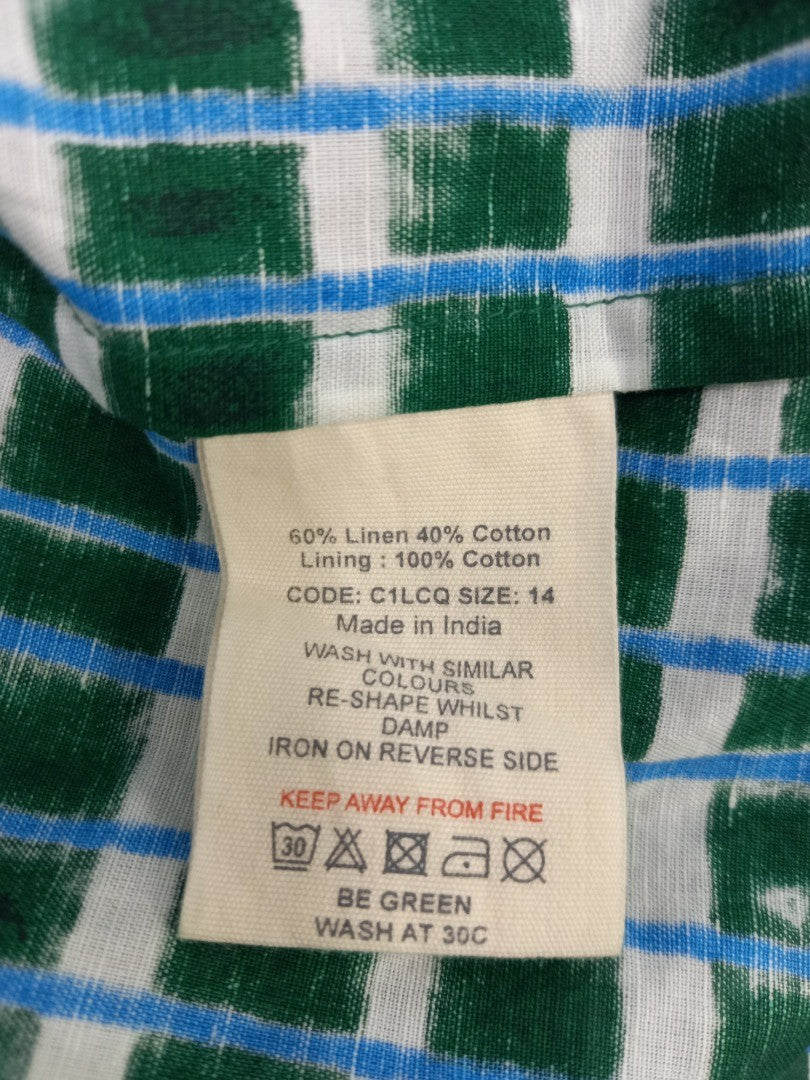 60% Linen 40% Cotton
Lining : 100% Cotton
CODE: C1LCQ SIZE: 14
Made in India
WASH WITH SIMILAR
COLOURS
RE-SHAPE WHILST
DAMP
IRON ON REVERSE SIDE
KEEP AWAY FROM FIRE
30
BE GREEN
WASH AT 30C